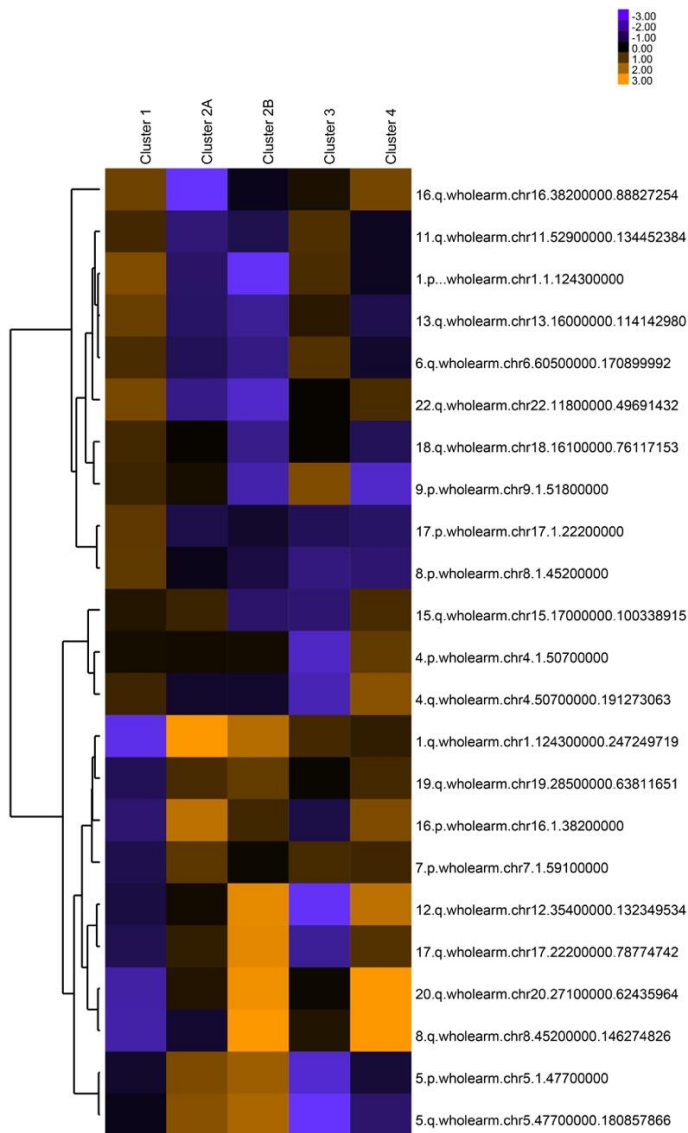 -3.00
-2.00
-1.00
0.00
1.00
2.00
3.00
Cluster 1
Cluster 2A
Cluster 2B
Cluster 3
Cluster 4
16.q.wholearm.chr16.38200000.88827254
11.q.wholearm.chr11.52900000.134452384
1.p...wholearm.chr1.1.124300000
13.q.wholearm.chr13.16000000.114142980
6.q.wholearm.chr6.60500000.170899992
22.q.wholearm.chr22.11800000.49691432
18.q.wholearm.chr18.16100000.76117153
9.p.wholearm.chr9.1.51800000
17.p.wholearm.chr17.1.22200000
8.p.wholearm.chr8.1.45200000
15.q.wholearm.chr15.17000000.100338915
4.p.wholearm.chr4.1.50700000
4.q.wholearm.chr4.50700000.191273063
1.q.wholearm.chr1.124300000.247249719
19.q.wholearm.chr19.28500000.63811651
16.p.wholearm.chr16.1.38200000
7.p.wholearm.chr7.1.59100000
12.q.wholearm.chr12.35400000.132349534
17.q.wholearm.chr17.22200000.78774742
20.q.wholearm.chr20.27100000.62435964
8.q.wholearm.chr8.45200000.146274826
5.p.wholearm.chr5.1.47700000
5.q.wholearm.chr5.47700000.180857866